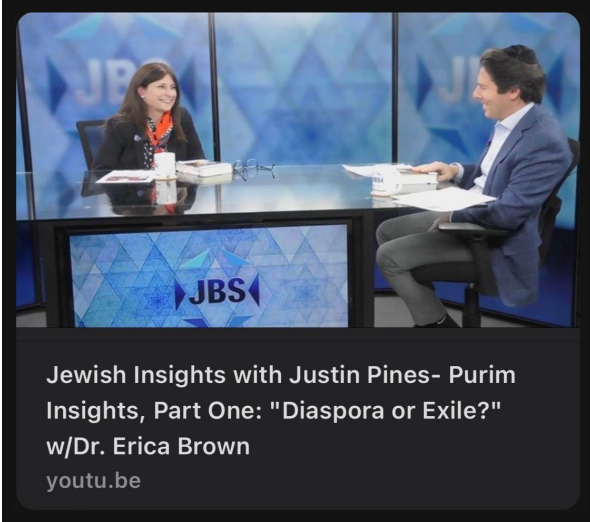 JBS
JBS
JBS
JBS
Jewish Insights with Justin Pines- Purim
Insights, Part One: "Diaspora or Exile?"
w/Dr. Erica Brown
youtu.be